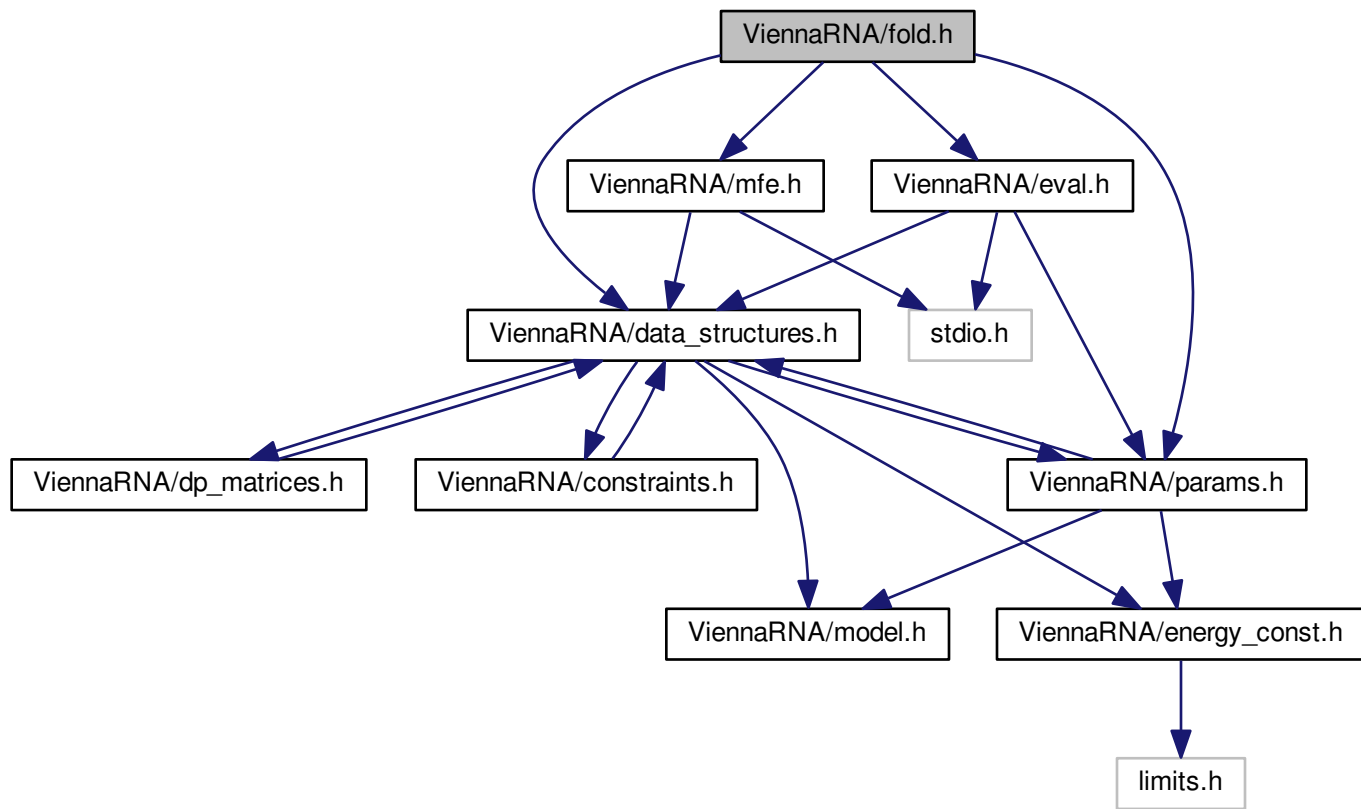 ViennaRNA/fold.h
ViennaRNA/mfe.h
ViennaRNA/eval.h
ViennaRNA/data_structures.h
stdio.h
ViennaRNA/dp_matrices.h
ViennaRNA/constraints.h
ViennaRNA/params.h
ViennaRNA/model.h
ViennaRNA/energy_const.h
limits.h